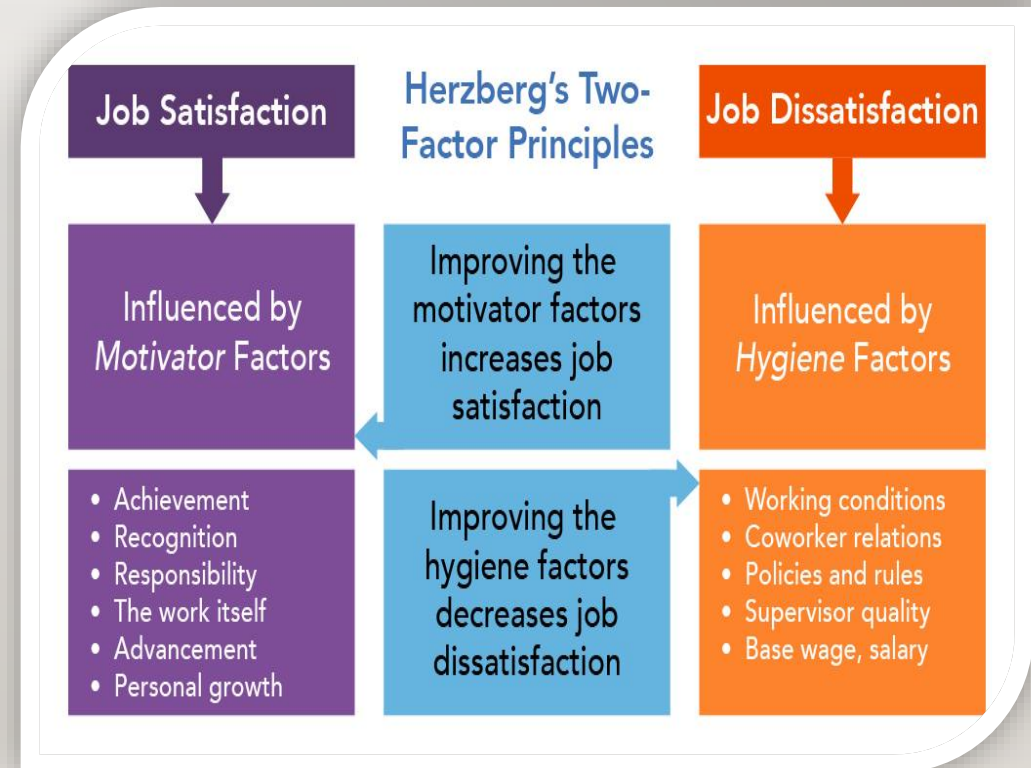 Job Satisfaction
Influenced by
Motivator Factors
• Achievement
• Recognition
• Responsibility
• The work itself
• Advancement
• Personal growth
Herzberg’s Two-
Factor Principles
Improving the
motivator factors
increases job
satisfaction
Improving the
hygiene factors
decreases job
dissatisfaction
Job Dissatisfaction
Influenced by
Hygiene Factors
• Working conditions
• Coworker relations
• Policies and rules
• Supervisor quality
• Base wage, salary